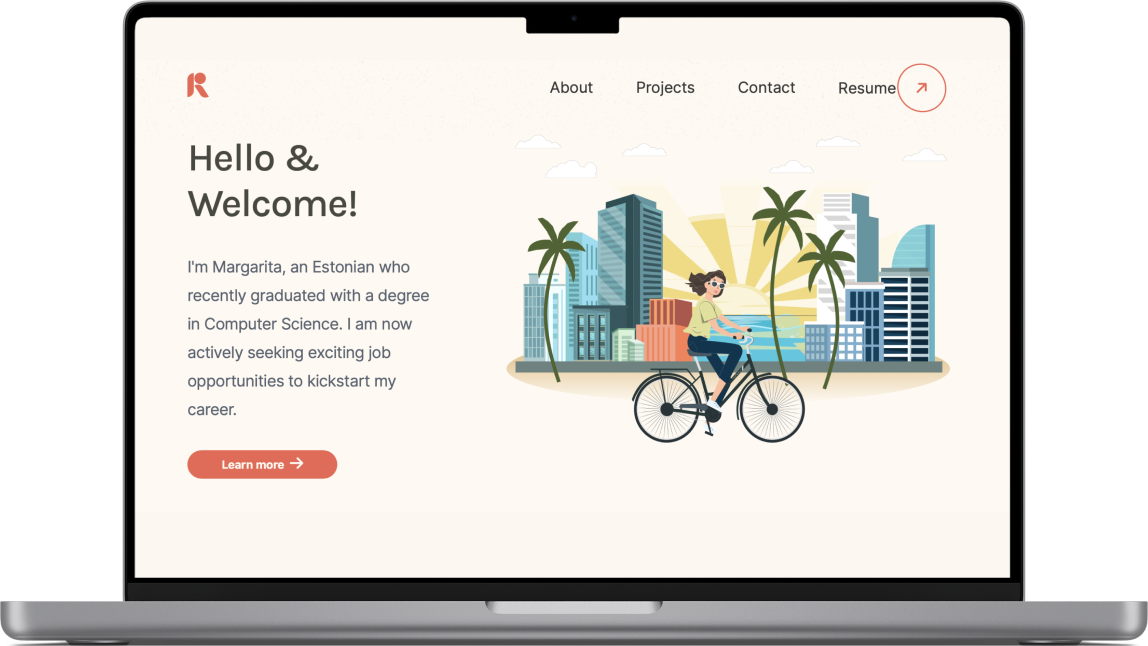 R
About Projects Contact Resume
Hello &
Welcome!
I'm Margarita, an Estonian who
recently graduated with a degree
in Computer Science. I am now
actively seeking exciting job
opportunities to kickstart my
career.
Learn more